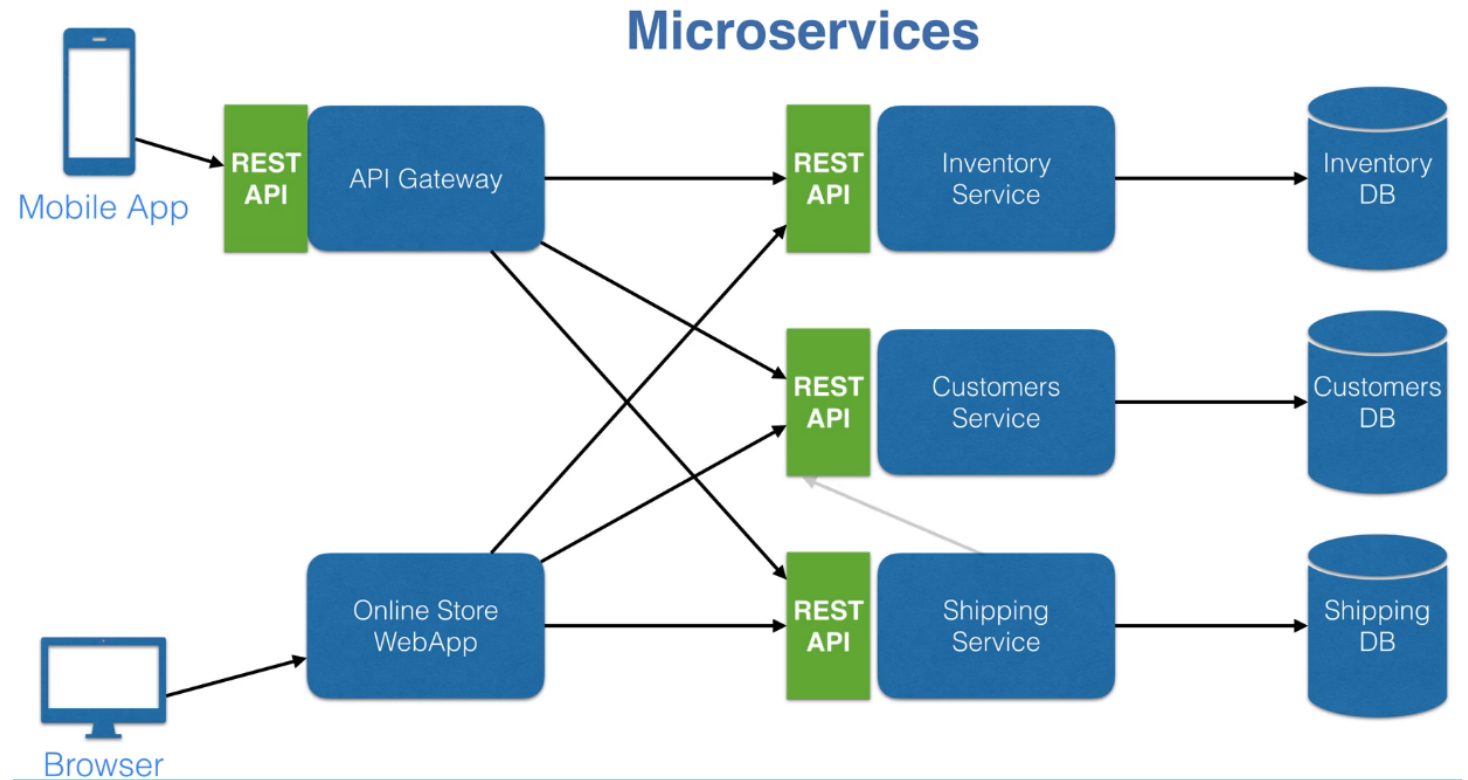 Microservices
Mobile App
REST
API
API Gateway
REST
API
Inventory
Service
Inventory
DB
REST
API
Customers
Service
Customers
DB
Online Store
WebApp
REST
API
Shipping
Service
Shipping
DB
Browser